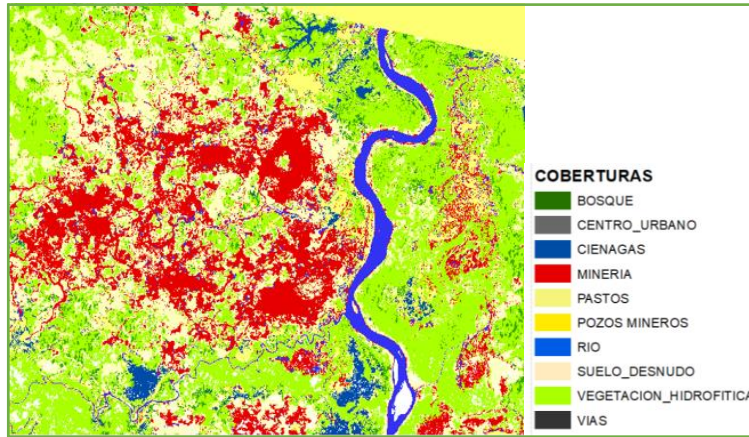 COBERTURAS
BOSQUE
CENTRO_URBANO
CIENAGAS
MINERIA
PASTOS
POZOS MINEROS
RIO
SUELO_DESNUDO
VEGETACION_HIDROFITICA
VIAS